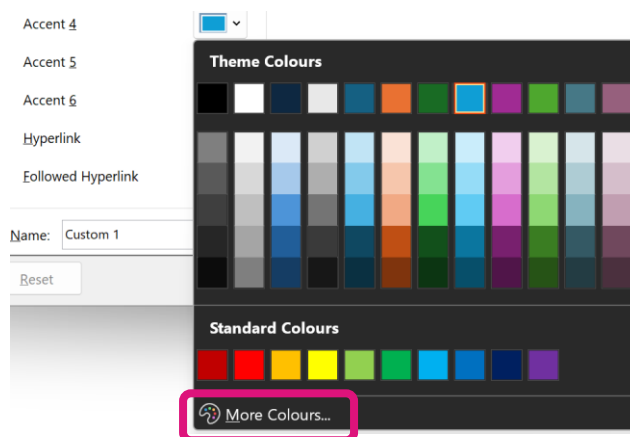 Accent 4
Theme Colours
Accent 5
Accent 6
Hyperlink
Followed Hyperlink
Name: Custom 1
Reset
Standard Colours
More Colours...